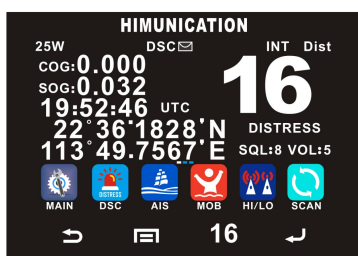 HIMUNICATION
25W DSC INT Dist
COG:0.000
SOG:0.032
16
19:52:46 UTC
22°36'1828'N
DISTRESS
113°49.7567'E
SQL:8 VOL:5
DISTRESS
MAIN DSC AIS MOB HI/LO SCAN
16